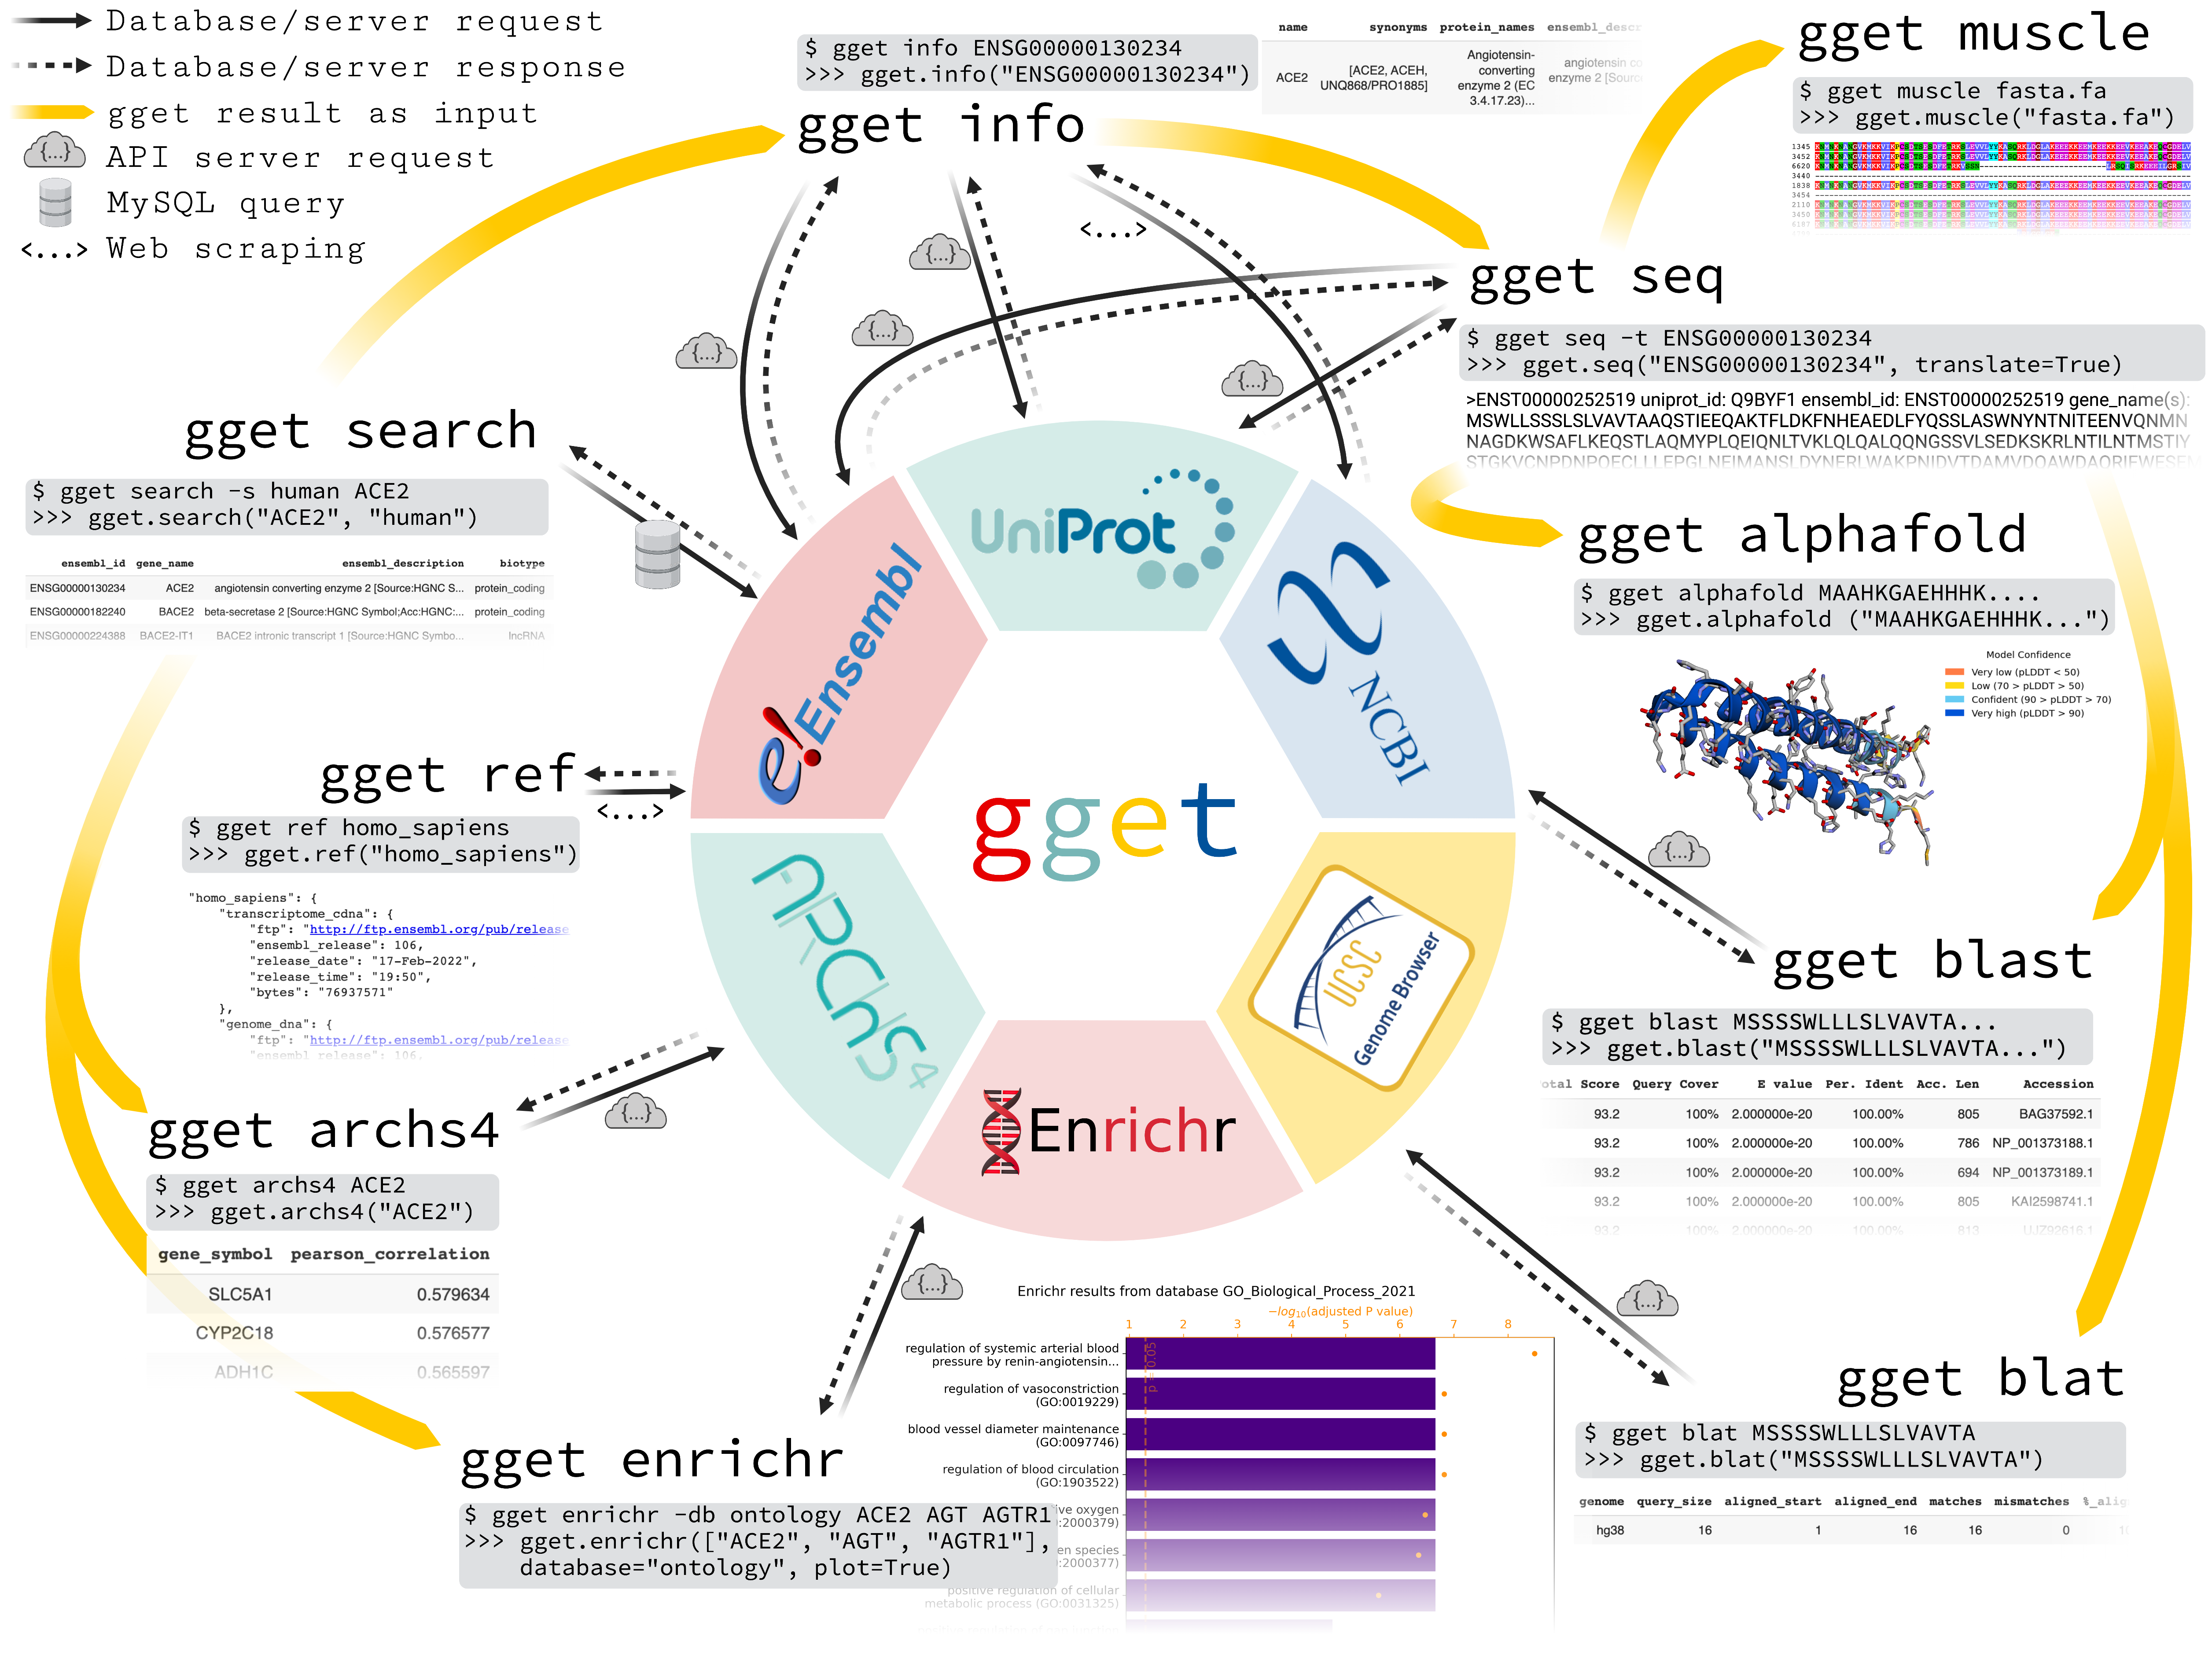 Database/server request
Database/server response
gget result as input
{...} API server request
MySQL query
<...> Web scraping
$ gget info ENSG00000130234
>>> gget.info("ENSG00000130234")
name synonyms protein_names ensembl_descr
ACE2 [ACE2, ACEH, UNQ868/PRO1885] Angiotensin-converting enzyme 2 (EC 3.4.17.23)... angiotensin co enzyme 2 [Sourc
gget info
gget muscle
$ gget muscle fasta.fa
>>> gget.muscle("fasta.fa")
1345
3452
6620
3440
1838
3454
2110
3450
6187
<...>
{...}
{...}
{...}
{...}
gget seq
$ gget seq -t ENSG00000130234
>>> gget.seq("ENSG00000130234", translate=True)
>ENST00000252519 uniprot_id: Q9BYF1 ensembl_id: ENST00000252519 gene_name(s):
MSWLLSSSLSLVAVTAAQSTIEEQAKTFLDKFNHEAEDLFYQSSLASWNYNTNITEENVQNMN
NAGDKWSAFLKEQSTLAQMYPLQEIQNLTVKLQLQALQQNGSSVLSEDKSKRLNTILNTMSTIY
STGKVCNPDNPQECLLLEPGLNEIMANSLDYNERLWAKPNIDVTDAMVDQAWDAQRIFWESEM
gget search
$ gget search -s human ACE2
>>> gget.search("ACE2", "human")
ensembl_id gene_name ensembl_description biotype
ENSG00000130234 ACE2 angiotensin converting enzyme 2 [Source:HGNC S... protein_coding
ENSG00000182240 BACE2 beta-secretase 2 [Source:HGNC Symbol;Acc:HGNC:... protein_coding
ENSG00000224388 BACE2-IT1 BACE2 intronic transcript 1 [Source:HGNC Symbo... lncRNA
gget alphafold
$ gget alphafold MAAHKGAEHHHK....
>>> gget.alphafold ("MAAHKGAEHHHK...")
Model Confidence
Very low (pLDDT < 50)
Low (70 > pLDDT > 50)
Confident (90 > pLDDT > 70)
Very high (pLDDT > 90)
UniProt
e!Ensembl
NCBI
gget
ARCHS4
UCSC
Genome Browser
Enrichr
gget ref
<...>
$ gget ref homo_sapiens
>>> gget.ref("homo_sapiens")
"homo_sapiens": {
"transcriptome_cdna": {
"ftp": "http://ftp.ensembl.org/pub/release
"ensembl_release": 106,
"release_date": "17-Feb-2022",
"release_time": "19:50",
"bytes": "76937571"
},
"genome_dna": {
"ftp": "http://ftp.ensembl.org/pub/release
"ensembl_release": 106,
{...}
gget blast
$ gget blast MSSSSWLLLSLVAVTA...
>>> gget.blast("MSSSSWLLLSLVAVTA...")
otal Score Query Cover E value Per. Ident Acc. Len Accession
93.2 100% 2.000000e-20 100.00% 805 BAG37592.1
93.2 100% 2.000000e-20 100.00% 786 NP_001373188.1
93.2 100% 2.000000e-20 100.00% 694 NP_001373189.1
93.2 100% 2.000000e-20 100.00% 805 KAI2598741.1
93.2 100% 2.000000e-20 100.00% 813
gget archs4
{...}
$ gget archs4 ACE2
>>> gget.archs4("ACE2")
gene_symbol pearson_correlation
SLC5A1 0.579634
CYP2C18 0.576577
ADH1C 0.565597
{...}
{...}
gget enrichr
$ gget enrichr -db ontology ACE2 AGT AGTR1
>>> gget.enrichr(["ACE2", "AGT", "AGTR1"],
database="ontology", plot=True)
Enrichr results from database GO_Biological_Process_2021
−log10(adjusted P value)
1 2 3 4 5 6 7 8
p = 0.05
regulation of systemic arterial blood
pressure by renin-angiotensin...
regulation of vasoconstriction
(GO:0019229)
blood vessel diameter maintenance
(GO:0097746)
regulation of blood circulation
(GO:1903522)
ive oxygen
:2000379)
en species
:2000377)
positive regulation of cellular
metabolic process (GO:0031325)
gget blat
$ gget blat MSSSSWLLLSLVAVTA
>>> gget.blat("MSSSSWLLLSLVAVTA")
genome query_size aligned_start aligned_end matches mismatches %_alig
hg38 16 1 16 16 0